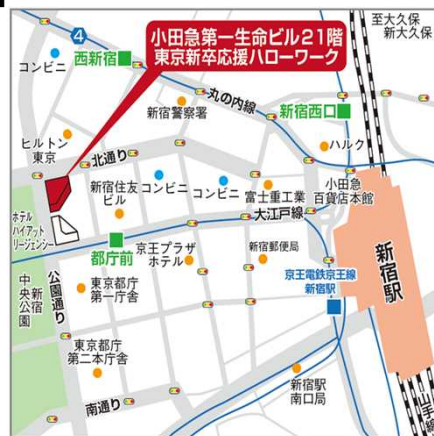 小田急第一生命ビル21階
東京新卒応援ハローワーク
至大久保
新大久保
4
コンビニ
西新宿
丸の内線
新宿警察署
新宿西口
ヒルトン
東京
北通り
ハルク
新宿住友
ビル
コンビニ
コンビニ
富士重工業
小田急
百貨店本館
大江戸線
ホテル
ハイアット
リージェンシー
都庁前
京王プラザ
ホテル
新宿郵便局
新宿駅
京王電鉄京王線
新宿駅
新宿
中央公園
公園通り
東京都庁
第一庁舎
東京都庁
第二本庁舎
新宿駅
南口局
南通り
山手線